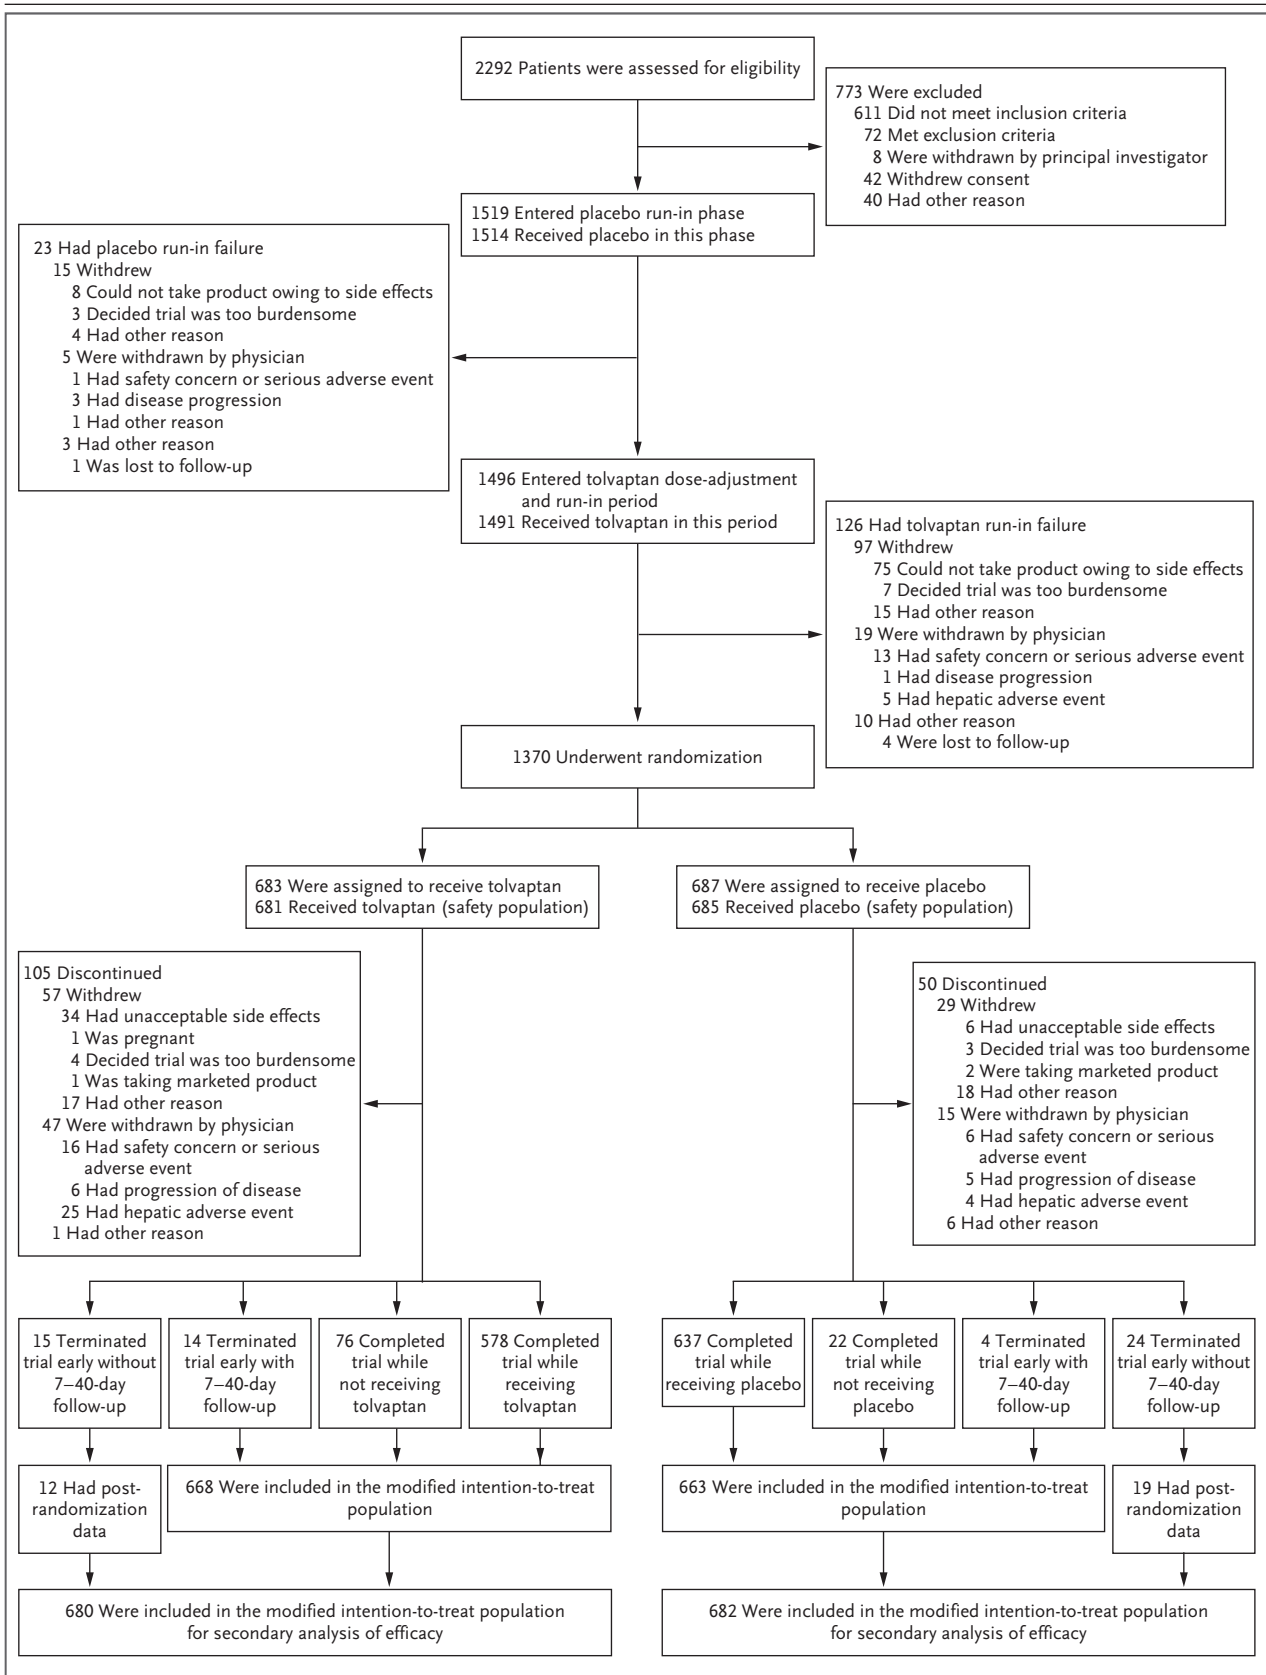 2292 Patients were assessed for eligibility
773 Were excluded
611 Did not meet inclusion criteria
72 Met exclusion criteria
8 Were withdrawn by principal investigator
42 Withdrew consent
40 Had other reason
1519 Entered placebo run-in phase
1514 Received placebo in this phase
23 Had placebo run-in failure
15 Withdrew
8 Could not take product owing to side effects
3 Decided trial was too burdensome
4 Had other reason
5 Were withdrawn by physician
1 Had safety concern or serious adverse event
3 Had disease progression
1 Had other reason
3 Had other reason
1 Was lost to follow-up
1496 Entered tolvaptan dose-adjustment
and run-in period
1491 Received tolvaptan in this period
126 Had tolvaptan run-in failure
97 Withdrew
75 Could not take product owing to side effects
7 Decided trial was too burdensome
15 Had other reason
19 Were withdrawn by physician
13 Had safety concern or serious adverse event
1 Had disease progression
5 Had hepatic adverse event
10 Had other reason
4 Were lost to follow-up
1370 Underwent randomization
683 Were assigned to receive tolvaptan
681 Received tolvaptan (safety population)
687 Were assigned to receive placebo
685 Received placebo (safety population)
105 Discontinued
57 Withdrew
34 Had unacceptable side effects
1 Was pregnant
4 Decided trial was too burdensome
1 Was taking marketed product
17 Had other reason
47 Were withdrawn by physician
16 Had safety concern or serious
adverse event
6 Had progression of disease
25 Had hepatic adverse event
1 Had other reason
50 Discontinued
29 Withdrew
6 Had unacceptable side effects
3 Decided trial was too burdensome
2 Were taking marketed product
18 Had other reason
15 Were withdrawn by physician
6 Had safety concern or serious
adverse event
5 Had progression of disease
4 Had hepatic adverse event
6 Had other reason
15 Terminated
trial early without
7–40-day
follow-up
14 Terminated
trial early with
7–40-day
follow-up
76 Completed
trial while
not receiving
tolvaptan
578 Completed
trial while
receiving
tolvaptan
637 Completed
trial while
receiving placebo
22 Completed
trial while
not receiving
placebo
4 Terminated
trial early with
7–40-day
follow-up
24 Terminated
trial early without
7–40-day
follow-up
12 Had post-
randomization
data
668 Were included in the modified intention-to-treat
population
663 Were included in the modified intention-to-treat
population
19 Had post-
randomization
data
680 Were included in the modified intention-to-treat population
for secondary analysis of efficacy
682 Were included in the modified intention-to-treat population
for secondary analysis of efficacy